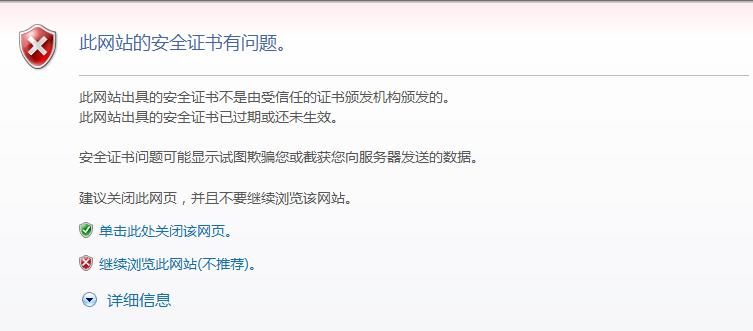 此网站的安全证书有问题。
此网站出具的安全证书不是由受信任的证书颁发机构颁发的。
此网站出具的安全证书已过期或还未生效。
安全证书问题可能显示试图欺骗您或截获您向服务器发送的数据。
建议关闭此网页，并且不要继续浏览该网站。
单击此处关闭该网页。
继续浏览此网站(不推荐)。
详细信息